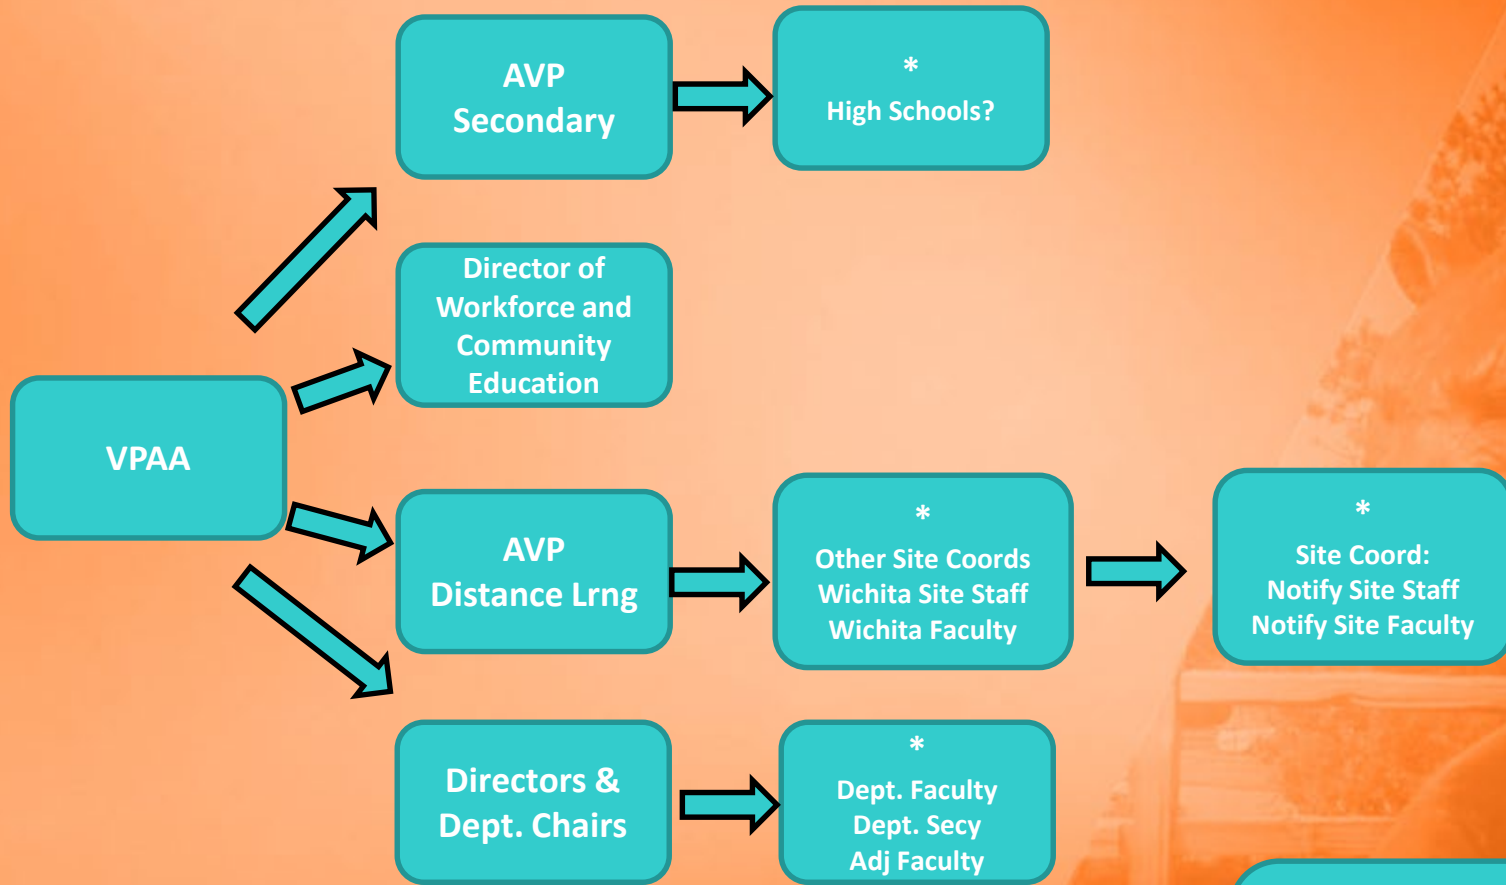 AVP
Secondary
*
High Schools?
Director of
Workforce and
Community
Education
VPAA
AVP
Distance Lrng
*
Other Site Coords
Wichita Site Staff
Wichita Faculty
*
Site Coord:
Notify Site Staff
Notify Site Faculty
Directors &
Dept. Chairs
*
Dept. Faculty
Dept. Secy
Adj Faculty